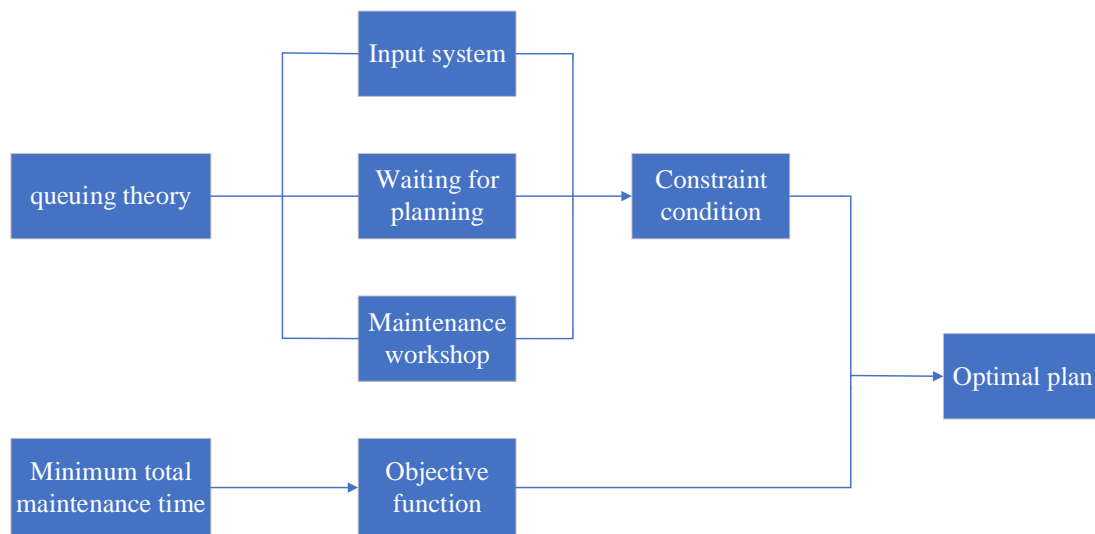 Input system
queuing theory
Waiting for
planning
Constraint
condition
Maintenance
workshop
Optimal plan
Minimum total
maintenance time
Objective
function